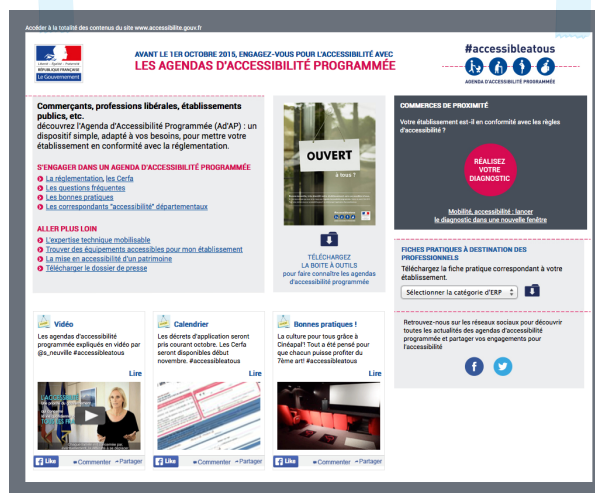 Accéder à la totalité des contenus du site www.accessibilite.gouv.fr
Liberté • Égalité • Fraternité
RÉPUBLIQUE FRANÇAISE
Le Gouvernement
AVANT LE 1ER OCTOBRE 2015, ENGAGEZ-VOUS POUR L'ACCESSIBILITÉ AVEC
LES AGENDAS D'ACCESSIBILITÉ PROGRAMMÉE
#accessibleatous
AGENDA D'ACCESSIBILITÉ PROGRAMMÉE
Commerçants, professions
libérales, établissements
publics, etc.
découvrez l'Agenda d'Accessibilité Programmée (Ad'AP) : un
dispositif simple, adapté à vos besoins, pour mettre votre
établissement en conformité avec la réglementation.
S'ENGAGER DANS UN AGENDA D'ACCESSIBILITÉ PROGRAMMÉE
La réglementation, les Cerfa
Les questions fréquentes
Les bonnes pratiques
Les correspondants "accessibilité" départementaux
ALLER PLUS LOIN
L'expertise technique mobilisable
Trouver des équipements accessibles pour mon établissement
La mise en accessibilité d'un patrimoine
Télécharger le dossier de presse
OUVERT
à tous ?
TÉLÉCHARGEZ
LA BOITE À OUTILS
pour faire connaître les agendas
d'accessibilité programmée
COMMERCES DE PROXIMITÉ
Votre établissement est-il en conformité avec les règles
d'accessibilité ?
RÉALISEZ
VOTRE
DIAGNOSTIC
Mobilité, accessibilité : lancer
le diagnostic dans une nouvelle fenêtre
FICHES PRATIQUES À DESTINATION DES
PROFESSIONNELS
Téléchargez la fiche pratique correspondant à votre
établissement.
Sélectionner la catégorie d'ERP
Retrouvez-nous sur les réseaux sociaux pour découvrir
toutes les actualités des agendas d'accessibilité
programmée et partager vos engagements pour
l'accessibilité
Vidéo
Les agendas d'accessibilité
programmée expliqués en vidéo par
@s_neuville #accessibleatous
Lire
L'ACCESSIBILITÉ
TOUS LES FR
Like
Commenter
Partager
Calendrier
Les décrets d'application seront
pris courant octobre. Les Cerfa
seront disponibles début
novembre. #accessibleatous
Lire
Like
Commenter
Partager
Bonnes pratiques !
La culture pour tous grâce à
Cinéapaf! Tout a été pensé pour
que chacun puisse profiter du
7ème art! #accessibleatous
Lire
Like
Commenter
Partager